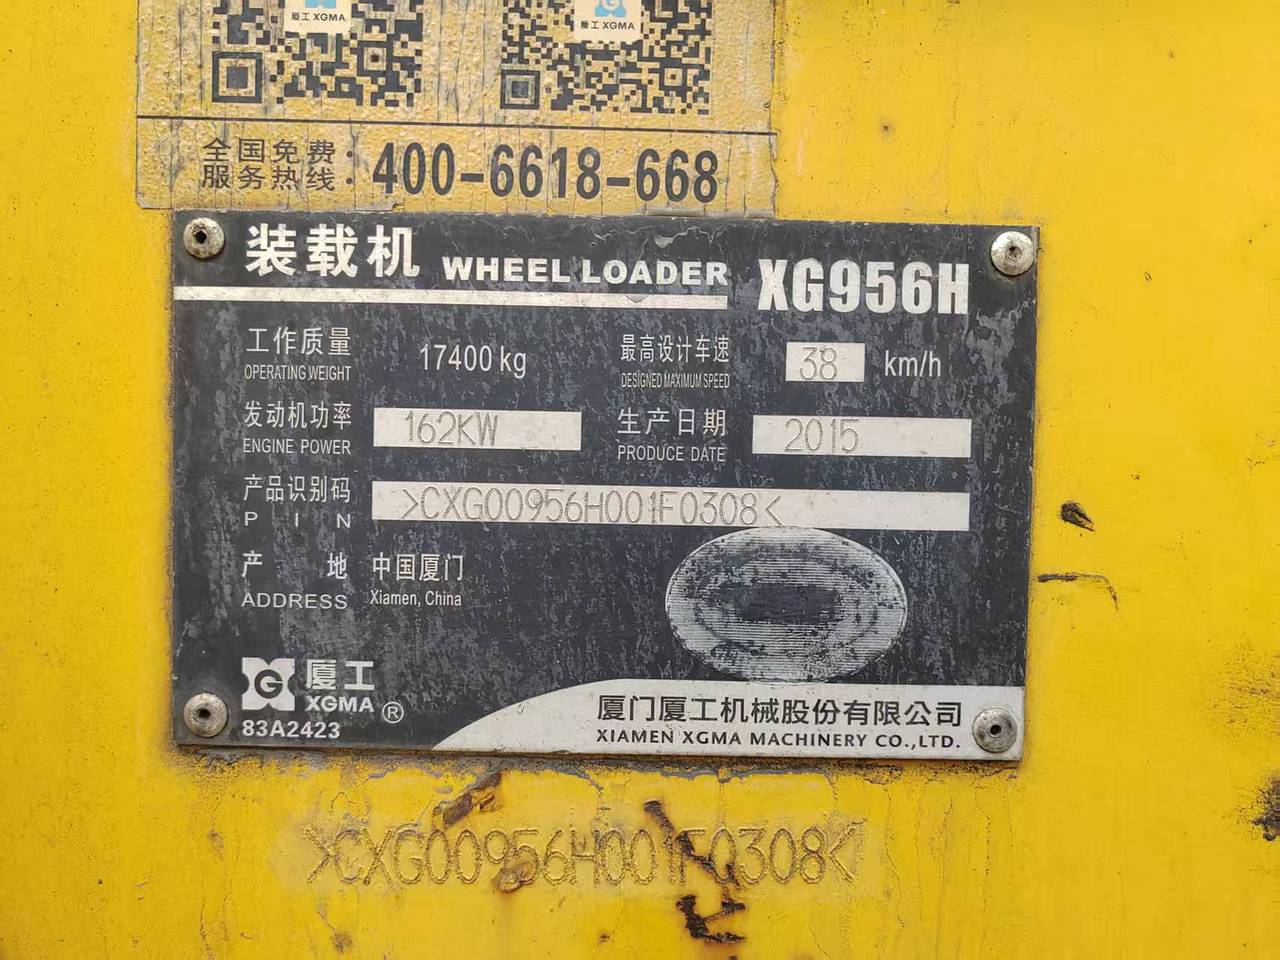 厦工 XGMA
厦工 XGMA
全国免费
服务热线：400-6618-668
装载机 WHEEL LOADER XG956H
工作质量 17400 kg 最高设计车速 38 km/h
OPERATING WEIGHT DESIGNED MAXIMUM SPEED
发动机功率 162KW 生产日期 2015
ENGINE POWER PRODUCE DATE
产品识别码 >CXG00956H001F0308<
PIN
产地 中国厦门
ADDRESS Xiamen, China
G 厦工
XGMA ®
83A2423
厦门厦工机械股份有限公司
XIAMEN XGMA MACHINERY CO.,LTD.
>CXG00956H001F0308<